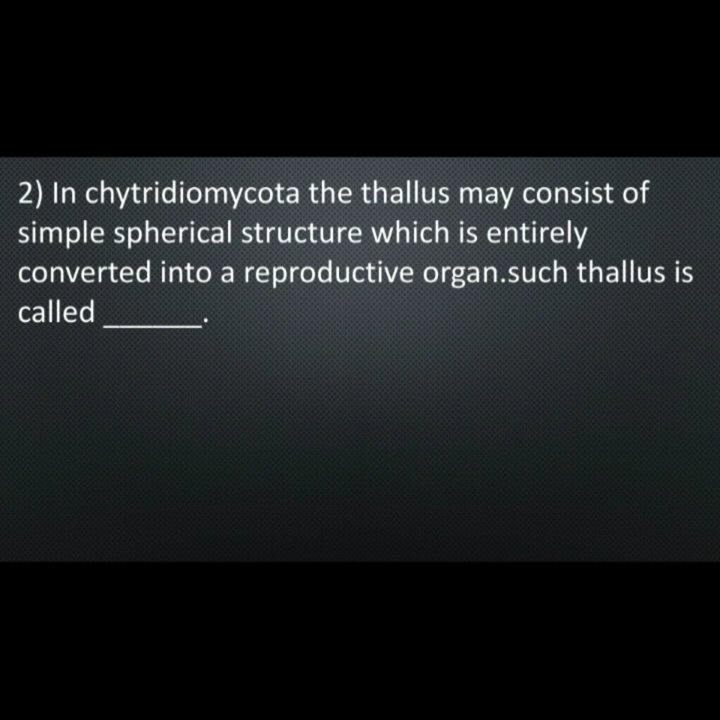 2) In chytridiomycota the thallus may consist of
simple spherical structure which is entirely
converted into a reproductive organ.such thallus is
called ______.